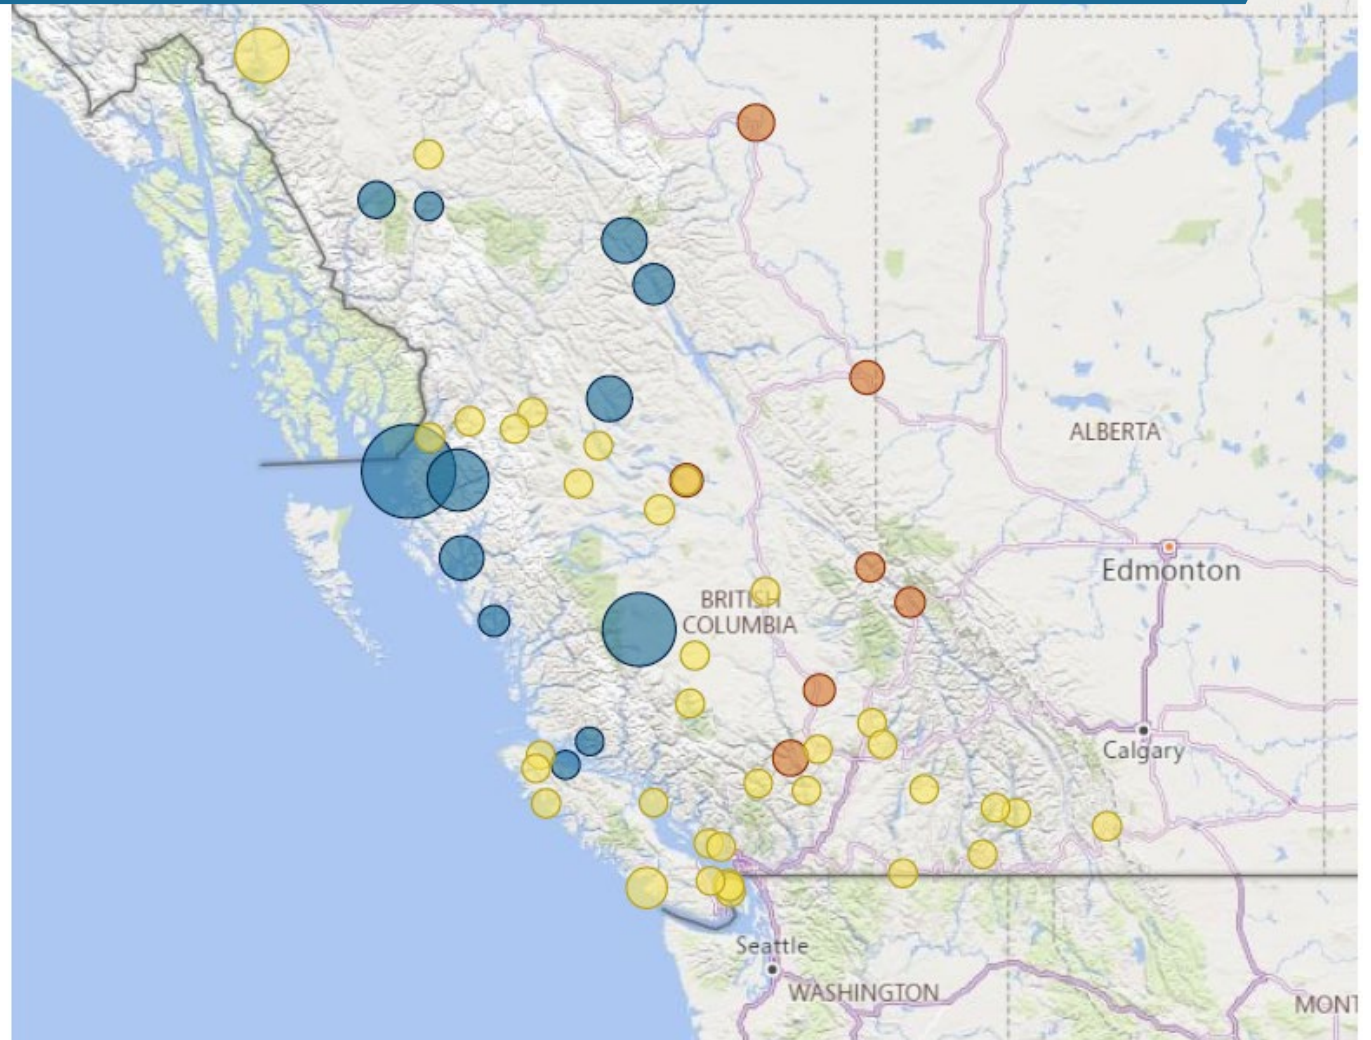 ALBERTA
Edmonton
BRITISH
COLUMBIA
Calgary
Seattle
WASHINGTON
MONT